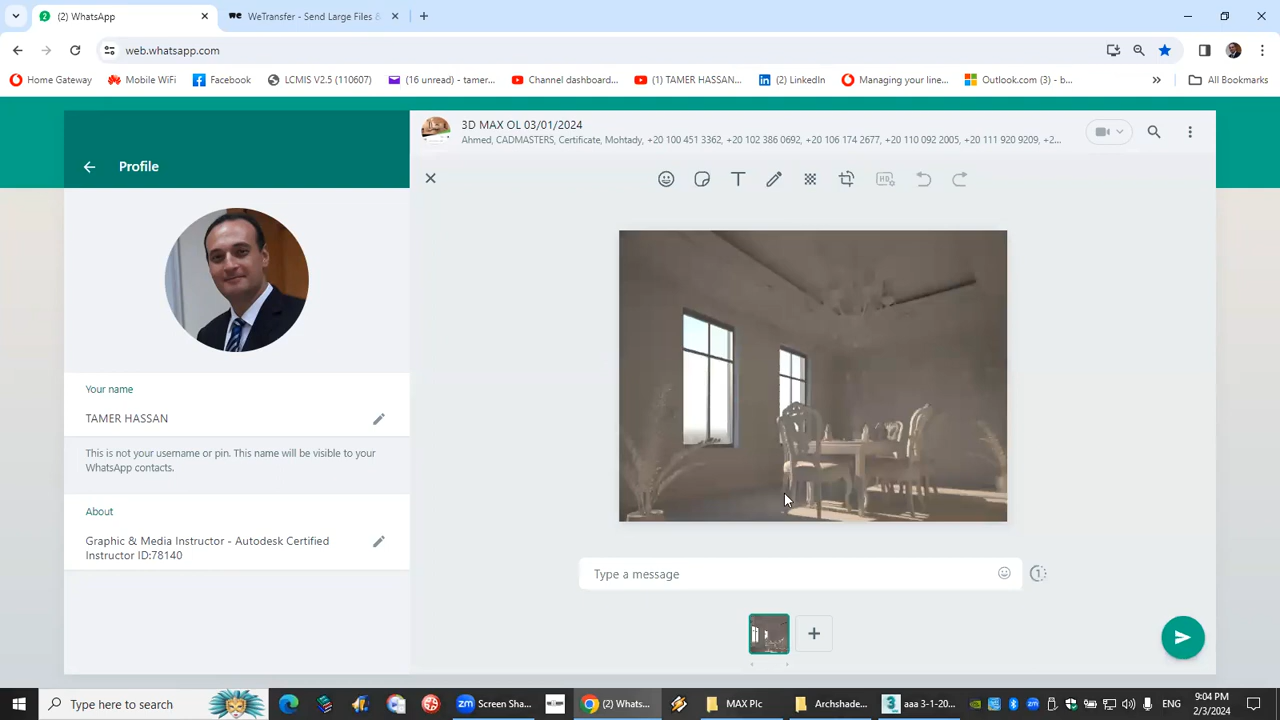 (2) WhatsApp
WeTransfer - Send Large Files &
web.whatsapp.com
Home Gateway
Mobile WiFi
Facebook
LCMIS V2.5 (110607)
(16 unread) - tamer...
Channel dashboard...
(1) TAMER HASSAN...
(2) LinkedIn
Managing your line...
Outlook.com (3) - b...
All Bookmarks
Profile
3D MAX OL 03/01/2024
Ahmed, CADMASTERS, Certificate, Mohtady, +20 100 451 3362, +20 102 386 0692, +20 106 174 2677, +20 110 092 2005, +20 111 920 9209, +2...
Your name
TAMER HASSAN
This is not your username or pin. This name will be visible to your
WhatsApp contacts.
About
Graphic & Media Instructor - Autodesk Certified
Instructor ID:78140
Type a message
Type here to search
Screen Sha...
(2) Whats...
MAX Plc
Archshade...
aaa 3-1-20...
ENG
9:04 PM
2/3/2024